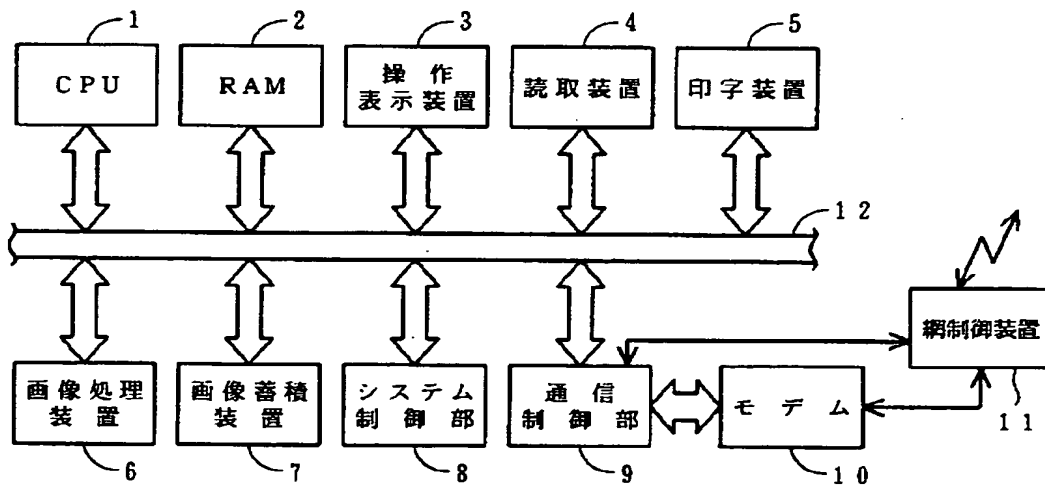 1
2
3
4
5
CPU
RAM
操作
表示装置
読取装置
印字装置
12
網制御装置
11
画像処理
装置
画像蓄積
装置
システム
制御部
通信
制御部
モデム
6
7
8
9
10